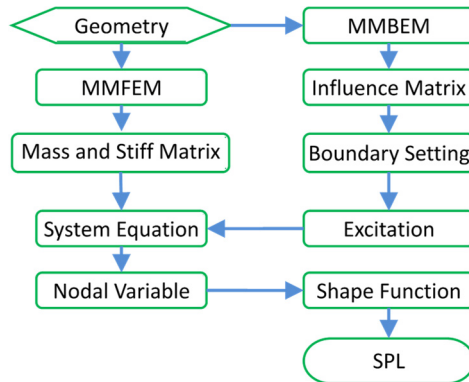 Geometry
MMBEM
MMFEM
Influence Matrix
Mass and Stiff Matrix
Boundary Setting
System Equation
Excitation
Nodal Variable
Shape Function
SPL